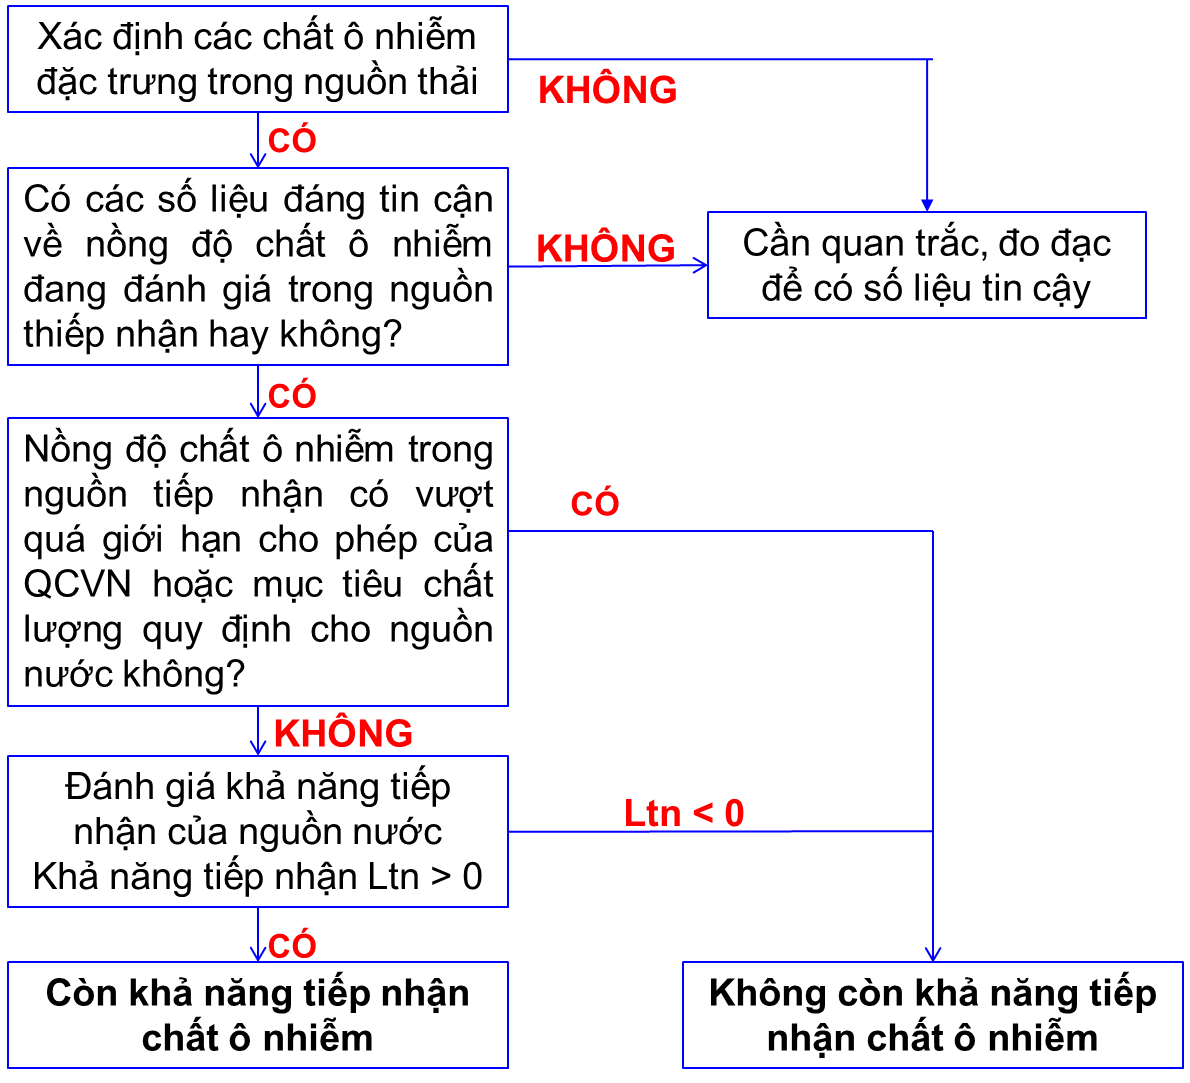 Xác định các chất ô nhiễm
đặc trưng trong nguồn thải
KHÔNG
CÓ
Có các số liệu đáng tin cận
về nồng độ chất ô nhiễm
đang đánh giá trong nguồn
thiếp nhận hay không?
KHÔNG
Cần quan trắc, đo đạc
để có số liệu tin cậy
CÓ
Nồng độ chất ô nhiễm trong
nguồn tiếp nhận có vượt
quá giới hạn cho phép của
QCVN hoặc mục tiêu chất
lượng quy định cho nguồn
nước không?
CÓ
KHÔNG
Đánh giá khả năng tiếp
nhận của nguồn nước
Khả năng tiếp nhận Ltn > 0
Ltn < 0
CÓ
Còn khả năng tiếp nhận
chất ô nhiễm
Không còn khả năng tiếp
nhận chất ô nhiễm